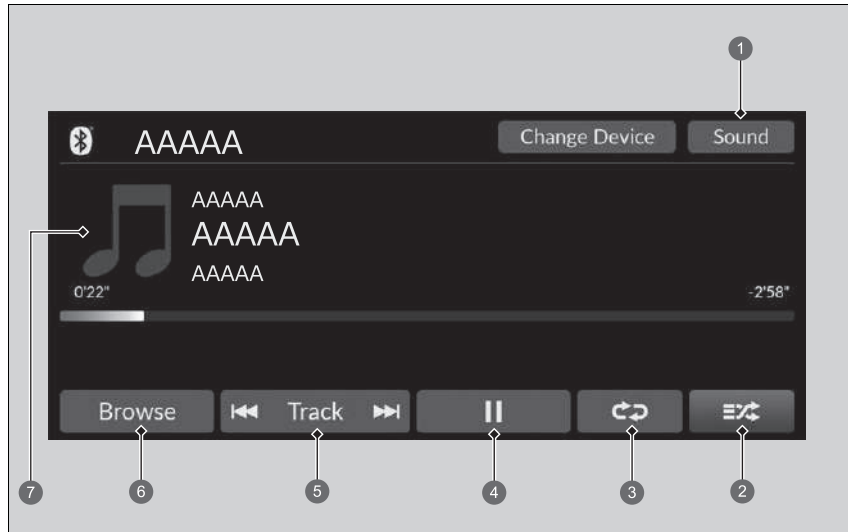 1
AAAAA Change Device Sound
AAAAA
7 AAAAA
AAAAA
0'22" -2'58"
Browse Track
7 6 5 4 3 2